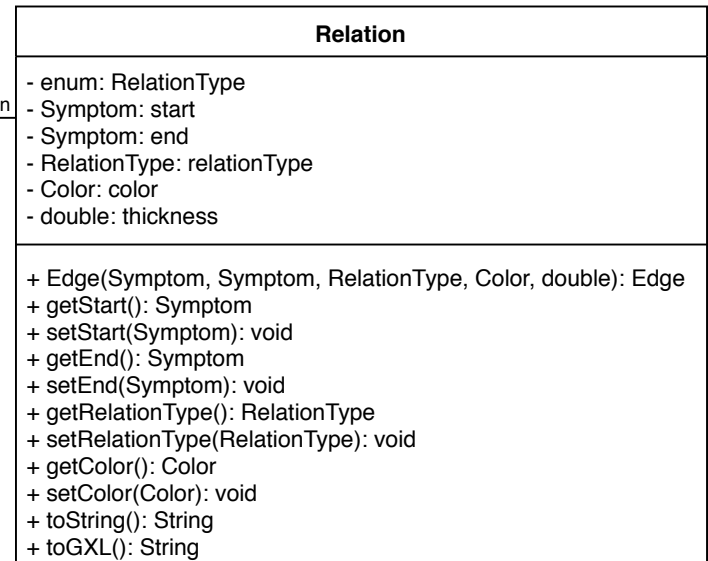 Relation
- enum: RelationType
n
- Symptom: start
- Symptom: end
- RelationType: relationType
- Color: color
- double: thickness
+ Edge(Symptom, Symptom, RelationType, Color, double): Edge
+ getStart(): Symptom
+ setStart(Symptom): void
+ getEnd(): Symptom
+ setEnd(Symptom): void
+ getRelationType(): RelationType
+ setRelationType(RelationType): void
+ getColor(): Color
+ setColor(Color): void
+ toString(): String
+ toGXL(): String